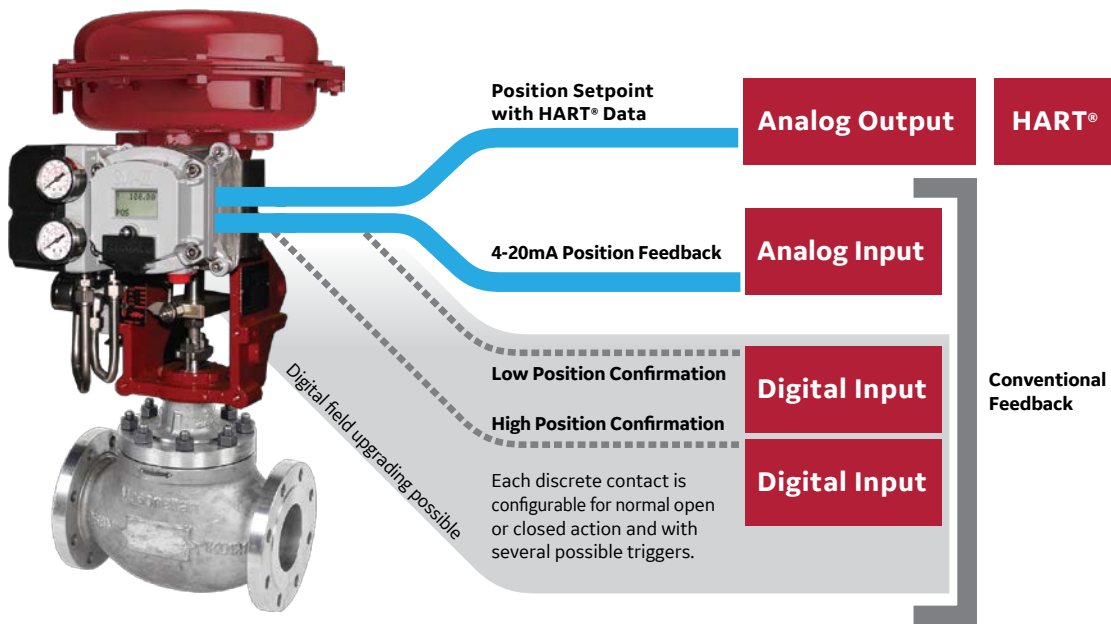 Position Setpoint
with HART® Data
Analog Output
HART®
4-20mA Position Feedback
Analog Input
Low Position Confirmation
Digital Input
High Position Confirmation
Digital Input
Each discrete contact is
configurable for normal open
or closed action and with
several possible triggers.
Conventional
Feedback
Digital field upgrading possible
100.00
POS